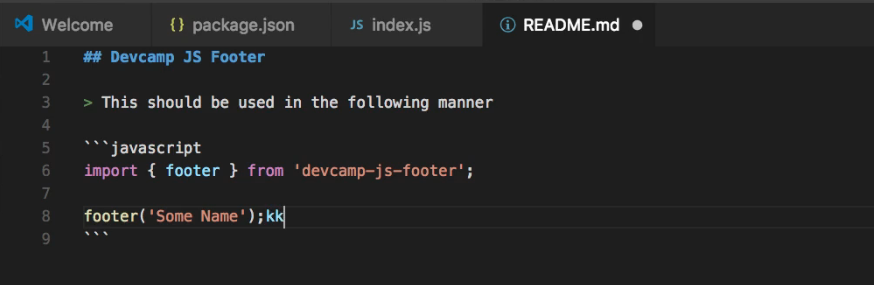 Welcome
{} package.json
JS index.js
README.md
1 ## Devcamp JS Footer
2
3 > This should be used in the following manner
4
5 ```javascript
6 import { footer } from 'devcamp-js-footer';
7
8 footer('Some Name');kk
9 ```